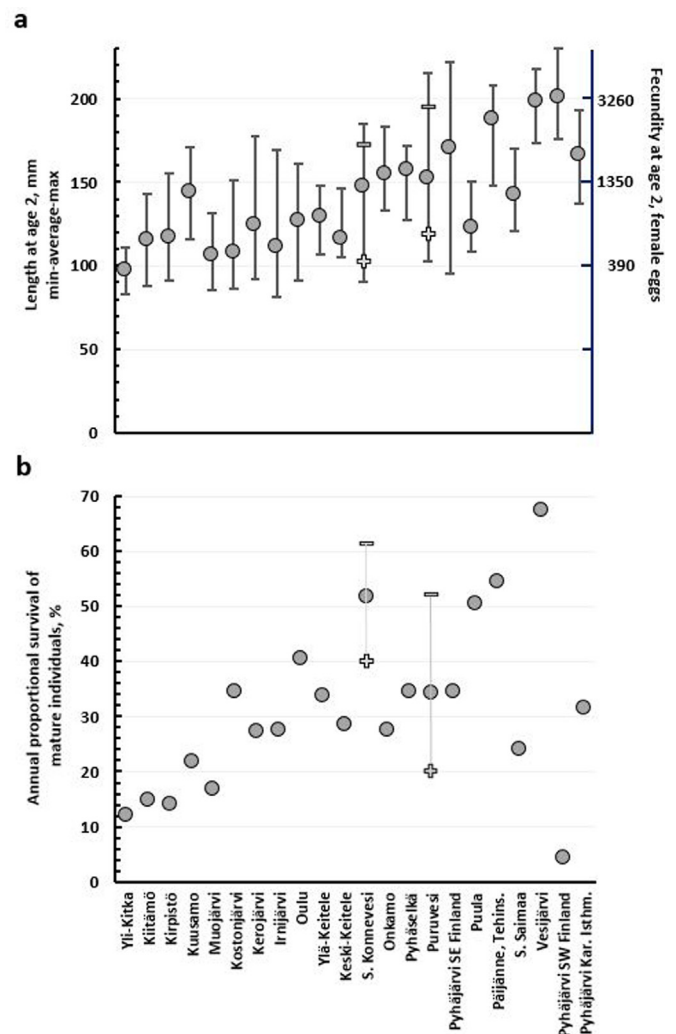 a
Length at age 2, mm
min-average-max
200
150
100
50
0
3260
1350
390
Fecundity at age 2, female eggs
b
Annual proportional survival of
mature individuals, %
70
60
50
40
30
20
10
0
Yli-Kitka
Kiitämö
Kirpistö
Kuusamo
Muojärvi
Kostonjärvi
Kerojärvi
Irnijärvi
Oulu
Ylä-Keitele
Keski-Keitele
S. Konnevesi
Onkamo
Pyhäselkä
Puruvesi
Pyhäjärvi SE Finland
Puula
Päijänne, Tehins.
S. Saimaa
Vesijärvi
Pyhäjärvi SW Finland
Pyhäjärvi Kar. Isthm.